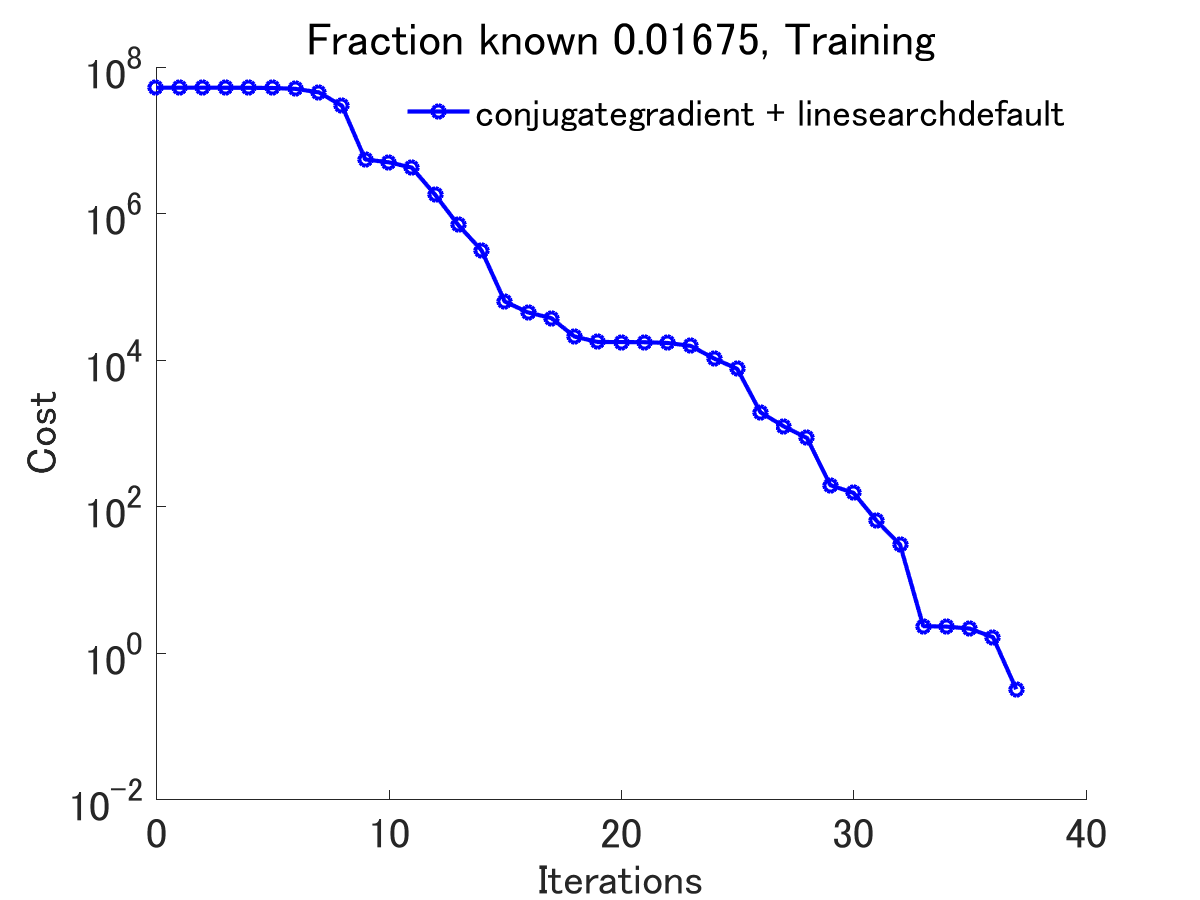 Fraction known 0.01675, Training
conjugategradient + linesearchdefault
Cost
10^8
10^6
10^4
10^2
10^0
10^-2
0 10 20 30 40
Iterations